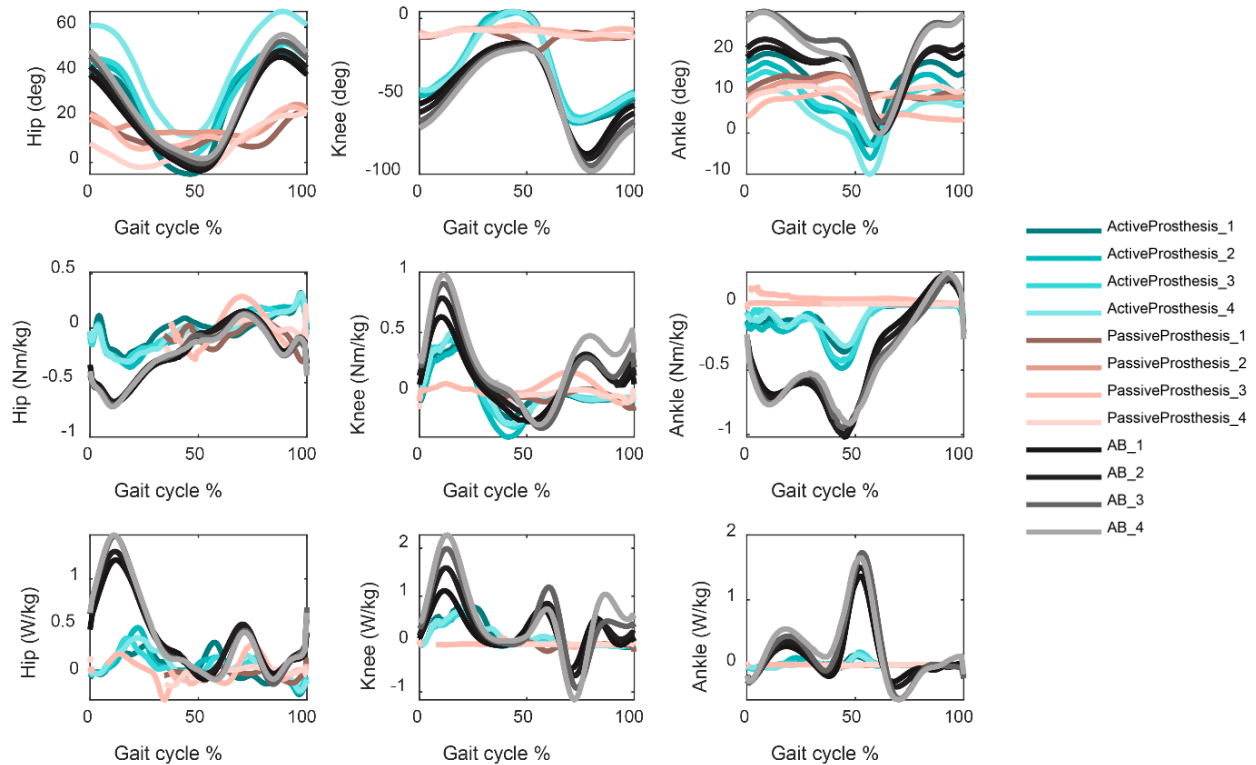 60
40
20
0
Hip (deg)
0 50 100
Gait cycle %
0
-50
-100
Knee (deg)
0 50 100
Gait cycle %
20
10
0
-10
Ankle (deg)
0 50 100
Gait cycle %
0.5
0
-0.5
-1
Hip (Nm/kg)
0 50 100
Gait cycle %
1
0.5
0
Knee (Nm/kg)
0 50 100
Gait cycle %
0
-0.5
-1
Ankle (Nm/kg)
0 50 100
Gait cycle %
1
0.5
0
Hip (W/kg)
0 50 100
Gait cycle %
2
1
0
-1
Knee (W/kg)
0 50 100
Gait cycle %
2
1
0
Ankle (W/kg)
0 50 100
Gait cycle %
ActiveProsthesis_1
ActiveProsthesis_2
ActiveProsthesis_3
ActiveProsthesis_4
PassiveProsthesis_1
PassiveProsthesis_2
PassiveProsthesis_3
PassiveProsthesis_4
AB_1
AB_2
AB_3
AB_4